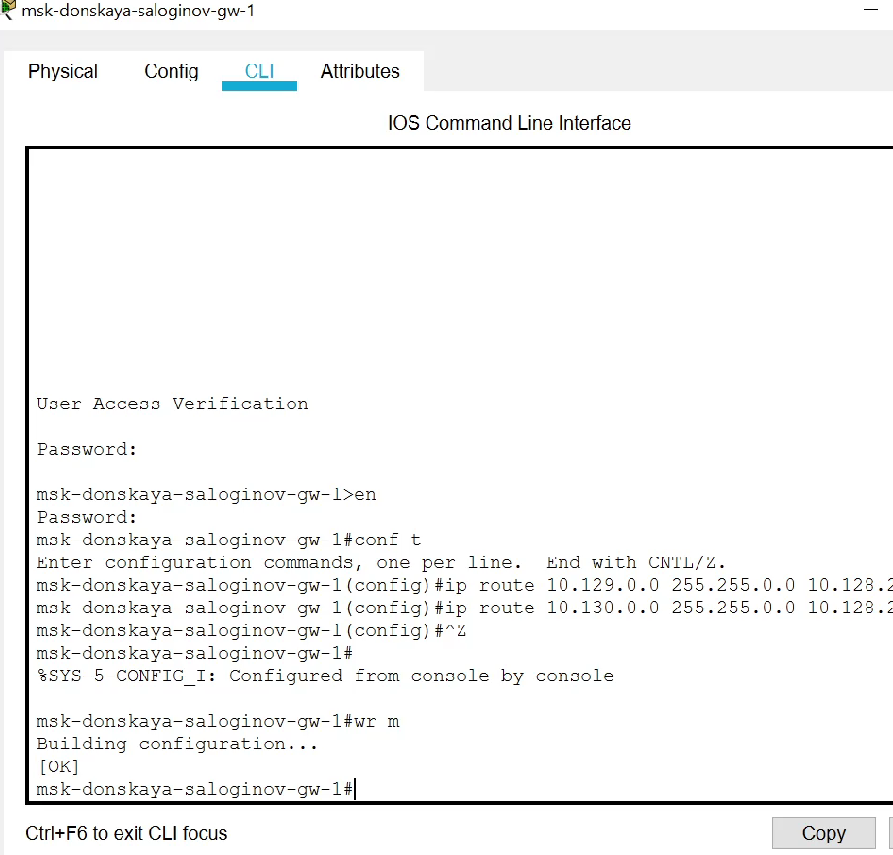 msk-donskaya-saloginov-gw-1
Physical Config CLI Attributes
IOS Command Line Interface
User Access Verification
Password:
msk-donskaya-saloginov-gw-1>en
Password:
msk-donskaya-saloginov-gw-1#conf t
Enter configuration commands, one per line. End with CNTL/Z.
msk-donskaya-saloginov-gw-1(config)#ip route 10.129.0.0 255.255.0.0 10.128.2
msk-donskaya-saloginov-gw-1(config)#ip route 10.130.0.0 255.255.0.0 10.128.2
msk-donskaya-saloginov-gw-1(config)#^Z
msk-donskaya-saloginov-gw-1#
%SYS-5-CONFIG_I: Configured from console by console
msk-donskaya-saloginov-gw-1#wr m
Building configuration...
[OK]
msk-donskaya-saloginov-gw-1#
Ctrl+F6 to exit CLI focus
Copy